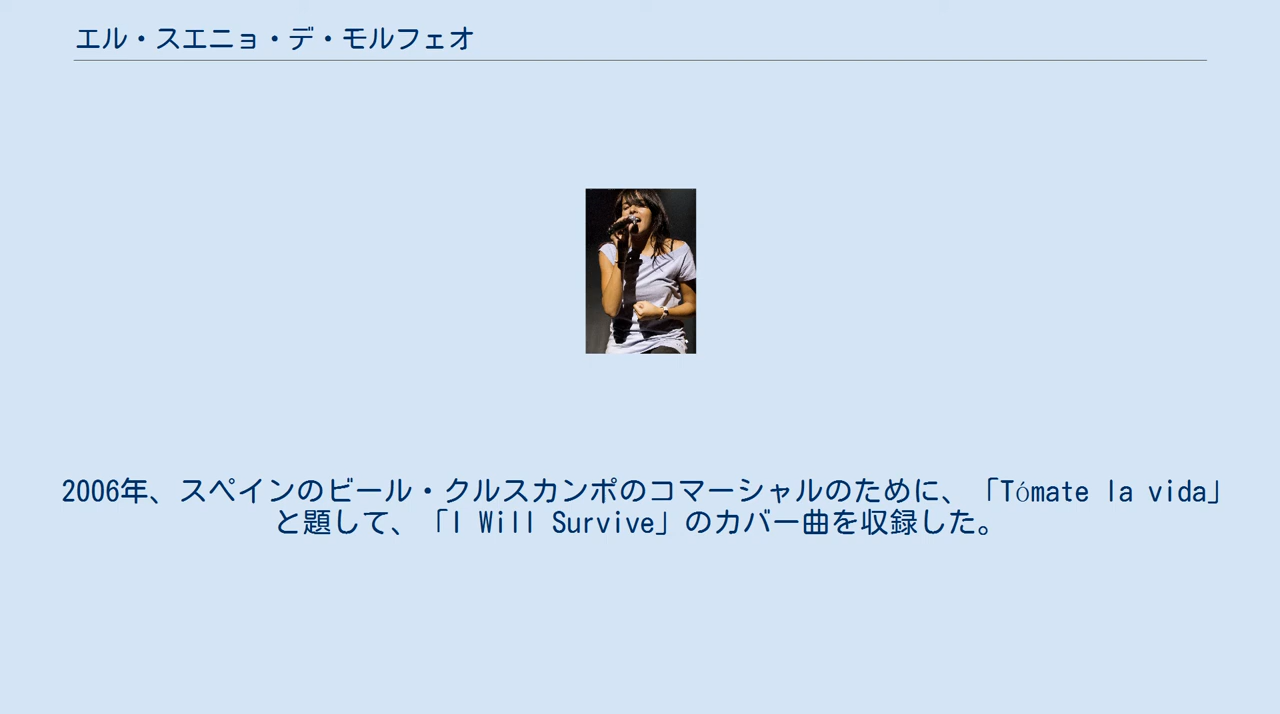 エル・スエニョ・デ・モルフェオ
2006年、スペインのビール・クルスカンポのコマーシャルのために、「Tómate la vida」
と題して、「I Will Survive」のカバー曲を収録した。